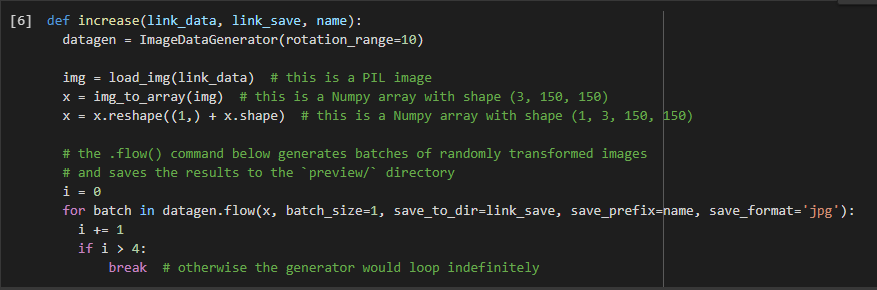 [6] def increase(link_data, link_save, name):
datagen = ImageDataGenerator(rotation_range=10)
img = load_img(link_data)  # this is a PIL image
x = img_to_array(img)  # this is a Numpy array with shape (3, 150, 150)
x = x.reshape((1,) + x.shape)  # this is a Numpy array with shape (1, 3, 150, 150)
# the .flow() command below generates batches of randomly transformed images
# and saves the results to the `preview/` directory
i = 0
for batch in datagen.flow(x, batch_size=1, save_to_dir=link_save, save_prefix=name, save_format='jpg'):
i += 1
if i > 4:
break  # otherwise the generator would loop indefinitely